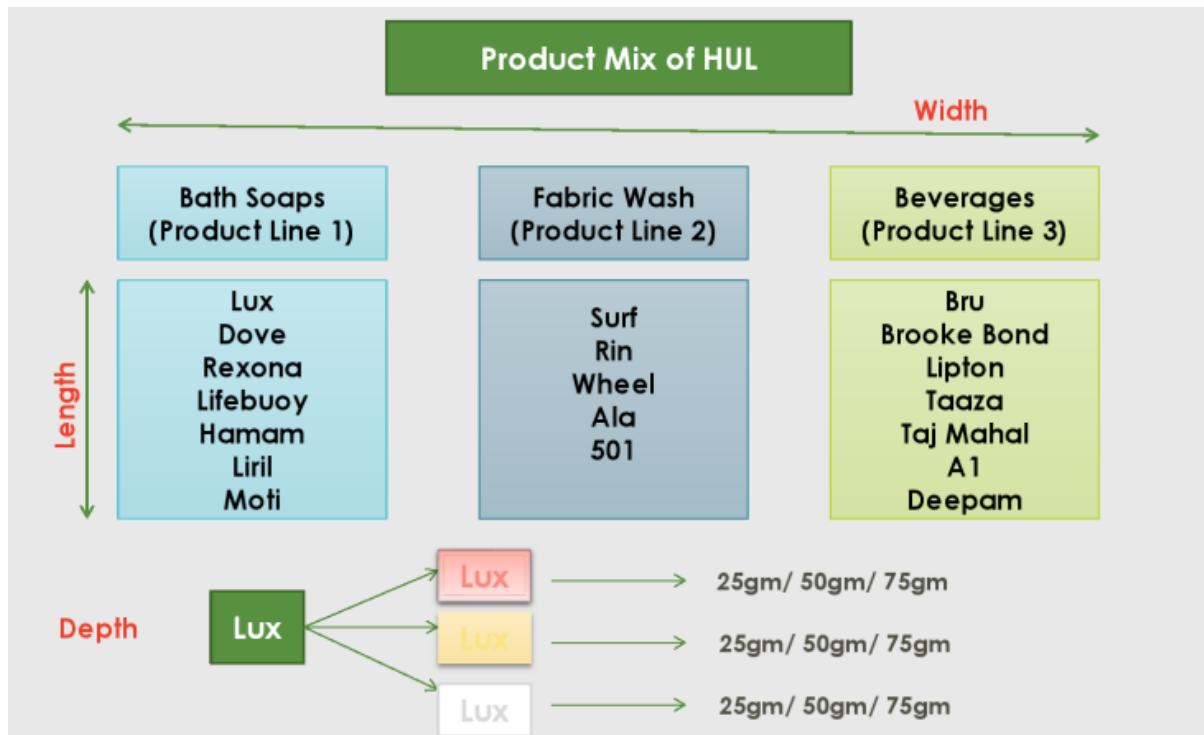 Product Mix of HUL
Width
Bath Soaps
(Product Line 1)
Fabric Wash
(Product Line 2)
Beverages
(Product Line 3)
Length
Lux
Dove
Rexona
Lifebuoy
Hamam
Liril
Moti
Surf
Rin
Wheel
Ala
501
Bru
Brooke Bond
Lipton
Taaza
Taj Mahal
A1
Deepam
Depth
Lux
Lux
25gm/ 50gm/ 75gm
Lux
25gm/ 50gm/ 75gm
Lux
25gm/ 50gm/ 75gm